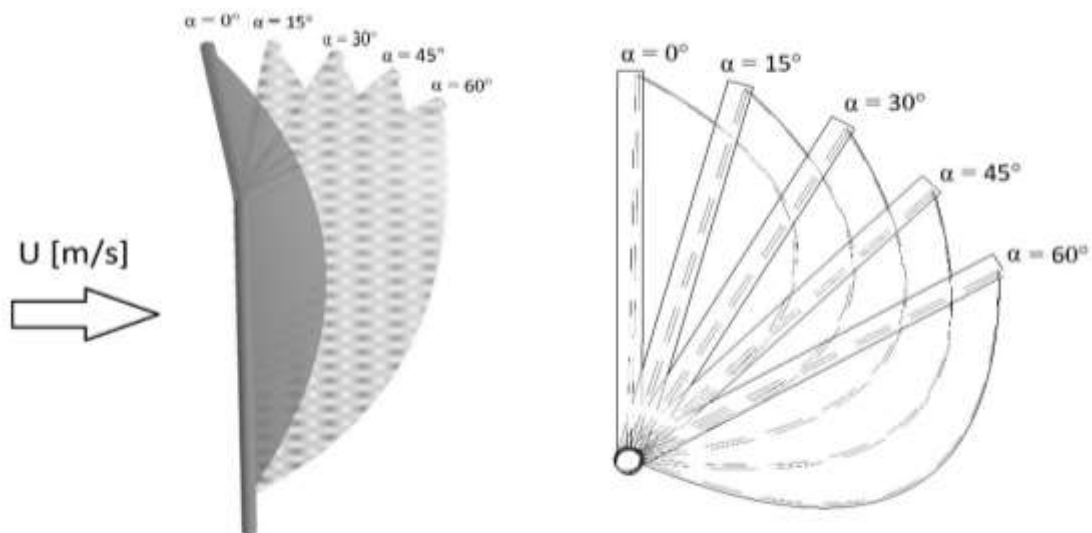 α = 0°
α = 15°
α = 30°
α = 45°
α = 60°
U [m/s]
α = 0°
α = 15°
α = 30°
α = 45°
α = 60°